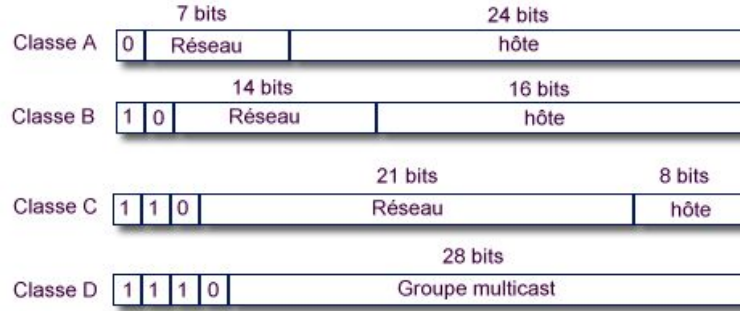 7 bits 24 bits
Classe A 0 Réseau hôte
14 bits 16 bits
Classe B 1 0 Réseau hôte
21 bits 8 bits
Classe C 1 1 0 Réseau hôte
28 bits
Classe D 1 1 1 0 Groupe multicast